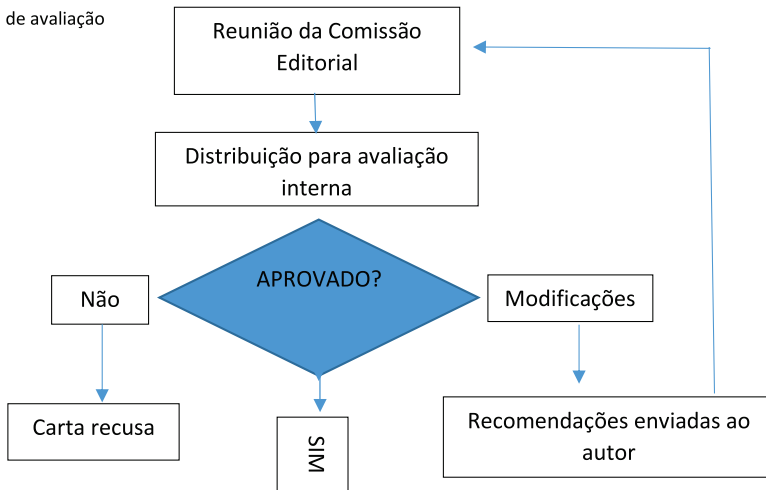 de avaliação
Reunião da Comissão
Editorial
Distribuição para avaliação
interna
APROVADO?
Não
Modificações
Carta recusa
SIM
Recomendações enviadas ao
autor